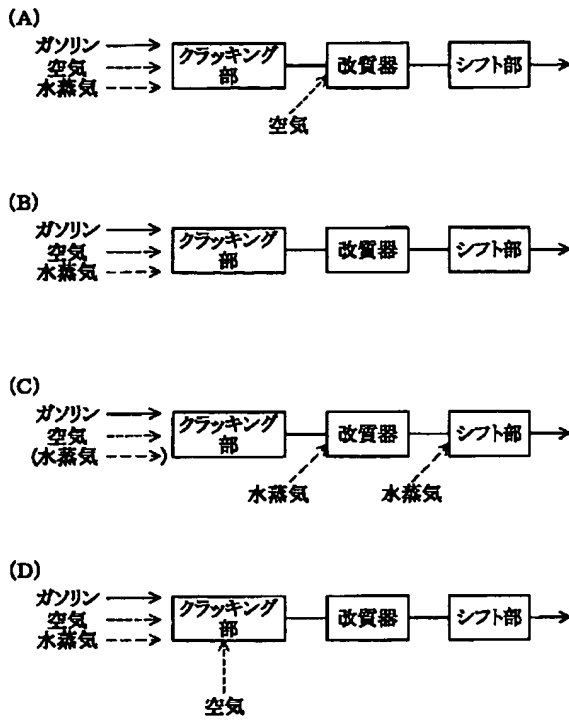 (A)
ガソリン
空気
水蒸気
クラッキング
部
改質器
シフト部
空気
(B)
ガソリン
空気
水蒸気
クラッキング
部
改質器
シフト部
(C)
ガソリン
空気
(水蒸気 )
クラッキング
部
改質器
シフト部
水蒸気
水蒸気
(D)
ガソリン
空気
水蒸気
クラッキング
部
改質器
シフト部
空気